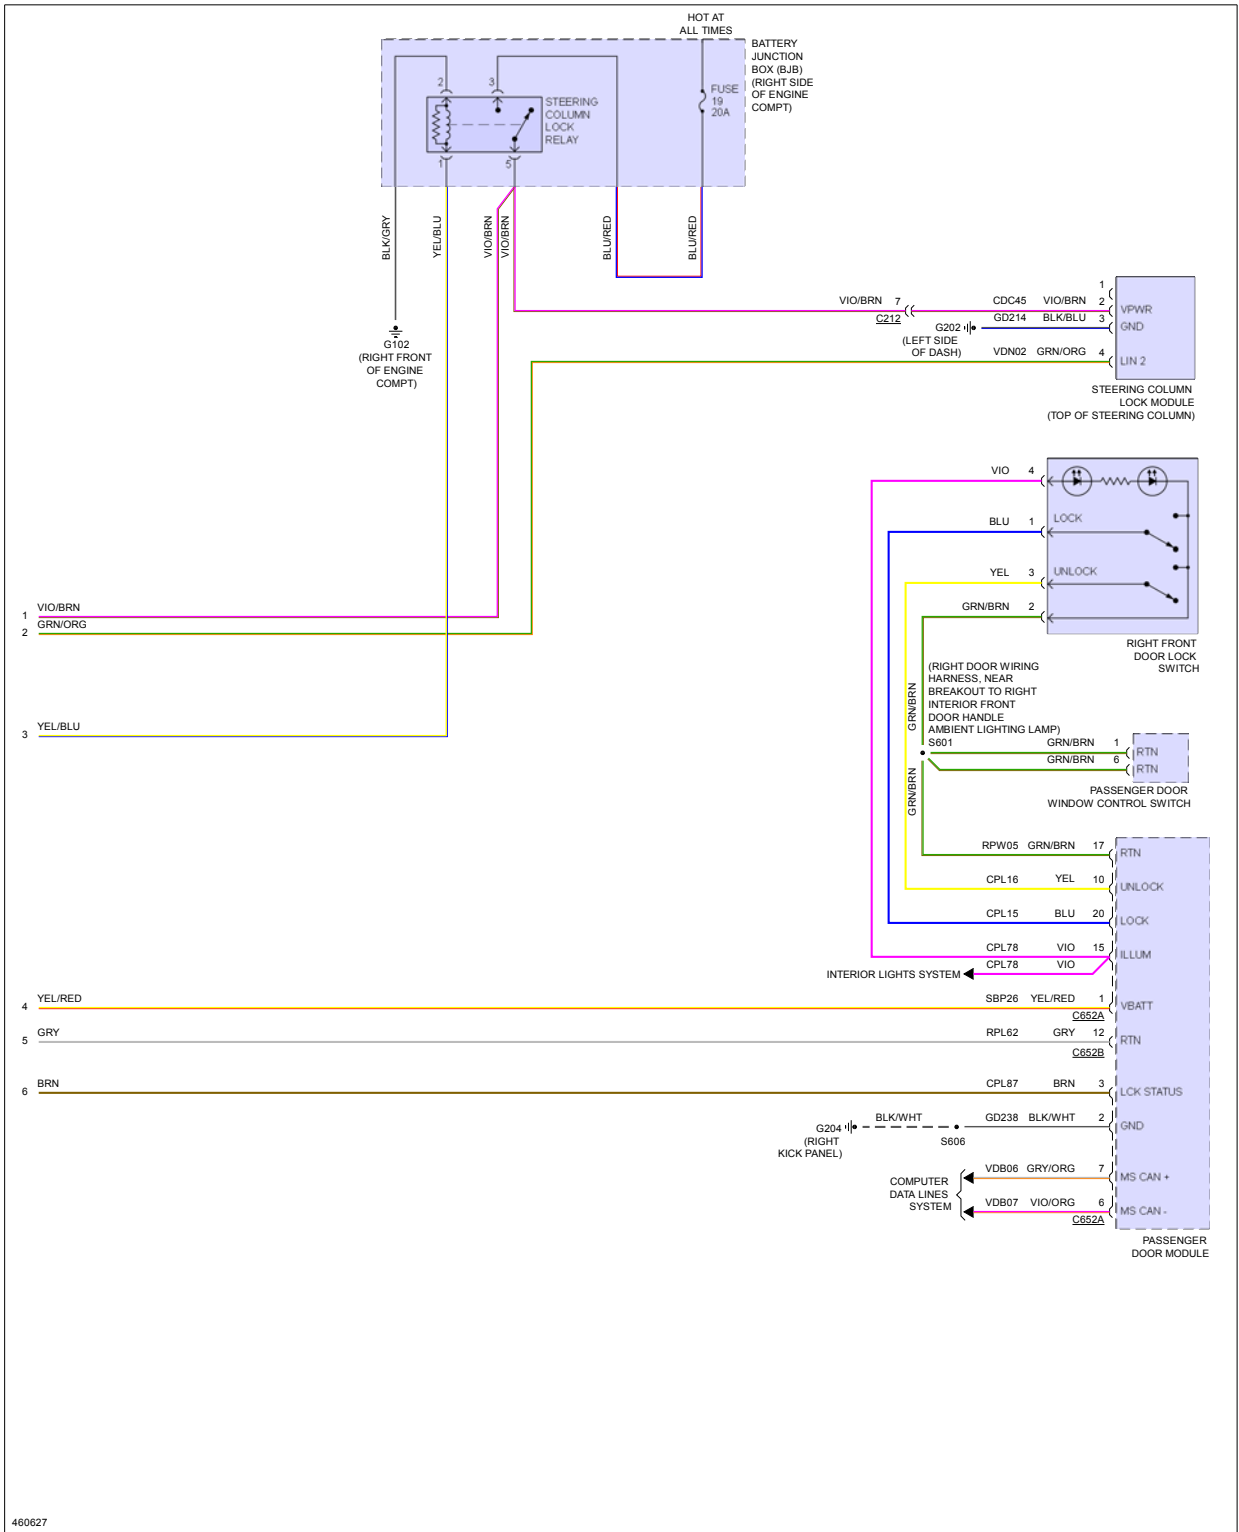 HOT AT
ALL TIMES
BATTERY
JUNCTION
BOX (BJB)
(RIGHT SIDE
OF ENGINE
COMPT)
FUSE
19
20A
2
3
STEERING
COLUMN
LOCK
RELAY
1
5
BLK/GRY
YEL/BLU
VIO/BRN
VIO/BRN
BLU/RED
BLU/RED
G102
(RIGHT FRONT
OF ENGINE
COMPT)
1
VIO/BRN 7 CDC45 VIO/BRN 2 VPWR
C212
GD214 BLK/BLU 3 GND
G202
(LEFT SIDE
OF DASH)
VDN02 GRN/ORG 4 LIN 2
STEERING COLUMN
LOCK MODULE
(TOP OF STEERING COLUMN)
VIO 4
BLU 1 LOCK
YEL 3 UNLOCK
GRN/BRN 2
RIGHT FRONT
DOOR LOCK
SWITCH
1 VIO/BRN
2 GRN/ORG
3 YEL/BLU
GRN/BRN
(RIGHT DOOR WIRING
HARNESS, NEAR
BREAKOUT TO RIGHT
INTERIOR FRONT
DOOR HANDLE
AMBIENT LIGHTING LAMP)
S601
GRN/BRN 1 RTN
GRN/BRN 6 RTN
PASSENGER DOOR
WINDOW CONTROL SWITCH
GRN/BRN
RPW05 GRN/BRN 17 RTN
CPL16 YEL 10 UNLOCK
CPL15 BLU 20 LOCK
CPL78 VIO 15 ILLUM
INTERIOR LIGHTS SYSTEM CPL78 VIO
4 YEL/RED SBP26 YEL/RED 1 VBATT
C652A
5 GRY RPL62 GRY 12 RTN
C652B
6 BRN CPL87 BRN 3 LCK STATUS
G204
(RIGHT
KICK PANEL)
BLK/WHT
S606
GD238 BLK/WHT 2 GND
COMPUTER
DATA LINES
SYSTEM
VDB06 GRY/ORG 7 MS CAN +
VDB07 VIO/ORG 6 MS CAN -
C652A
PASSENGER
DOOR MODULE
460627